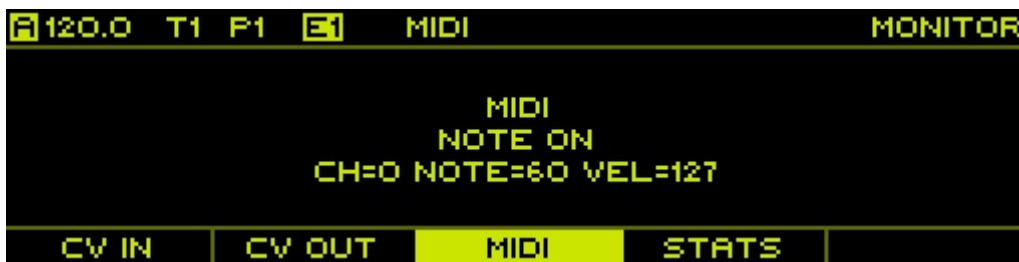 A 120.0 T1 P1 E1 MIDI MONITOR
MIDI
NOTE ON
CH=0 NOTE=60 VEL=127
CV IN CV OUT MIDI STATS